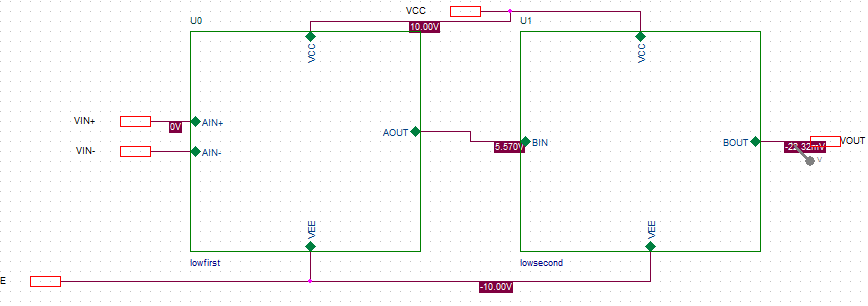 U0
VCC
U1
10.00V
VCC
VCC
VIN+
0V
AIN+
AOUT
VIN-
AIN-
5.570V
BIN
BOUT
-22.32mV
VOUT
V
VEE
VEE
lowfirst
lowsecond
E
-10.00V